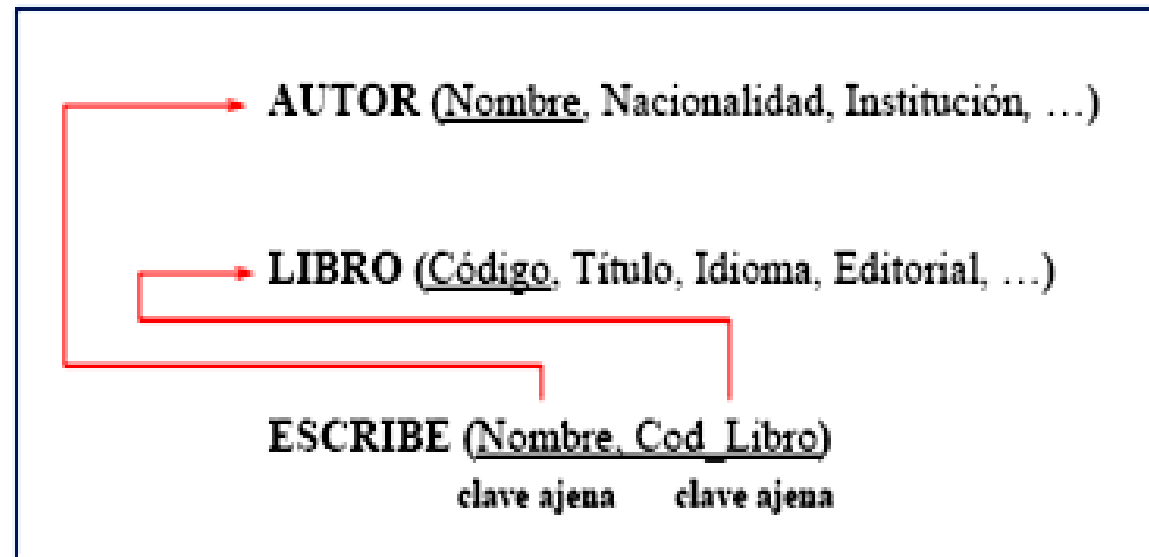 AUTOR (Nombre, Nacionalidad, Institución, …)
LIBRO (Código, Título, Idioma, Editorial, …)
ESCRIBE (Nombre, Cod_Libro)
clave ajena clave ajena